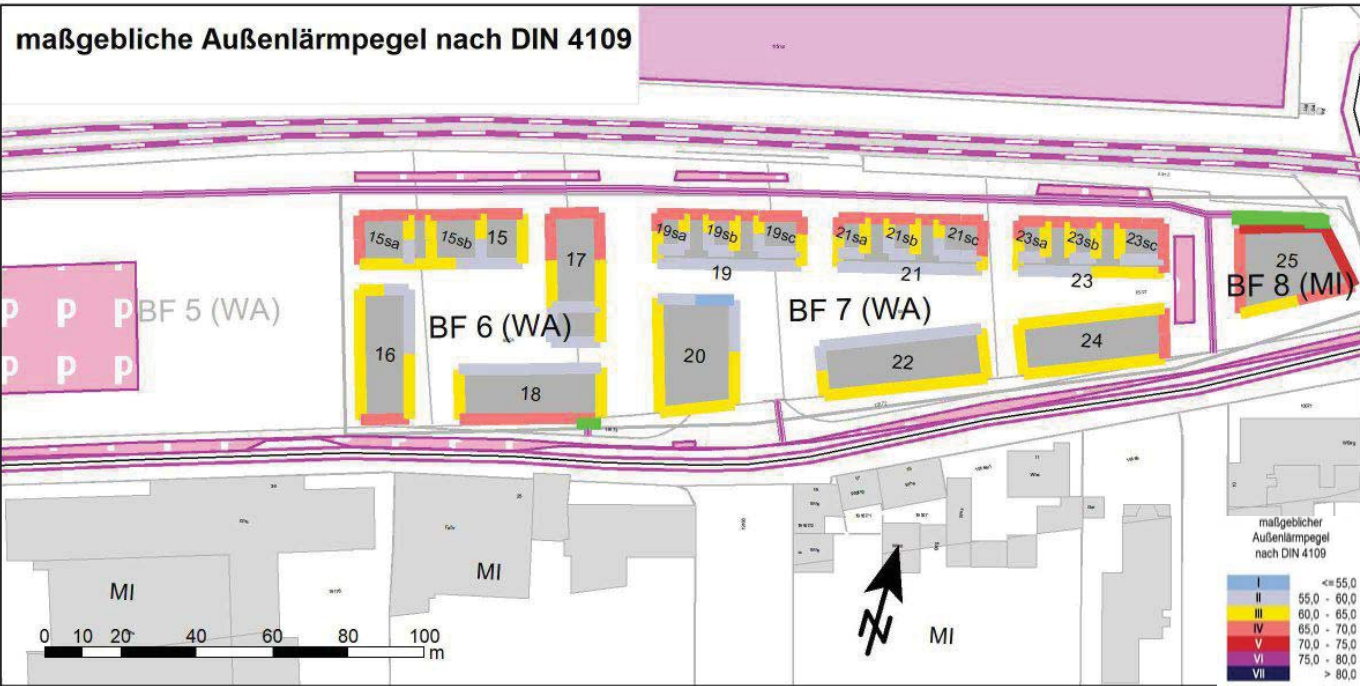 maßgebliche Außenlärmpegel nach DIN 4109
15sa
15sb
15
17
19sa
19sb
19sc
19
21sa
21sb
21sc
21
23sa
23sb
23sc
23
25
P P P
P P P
BF 5 (WA)
BF 6 (WA)
BF 7 (WA)
BF 8 (MI)
16
18
20
22
24
MI
MI
MI
N
0 10 20 40 60 80 100
m
maßgeblicher
Außenlärmpegel
nach DIN 4109
I <= 55,0
II 55,0 - 60,0
III 60,0 - 65,0
IV 65,0 - 70,0
V 70,0 - 75,0
VI 75,0 - 80,0
VII > 80,0